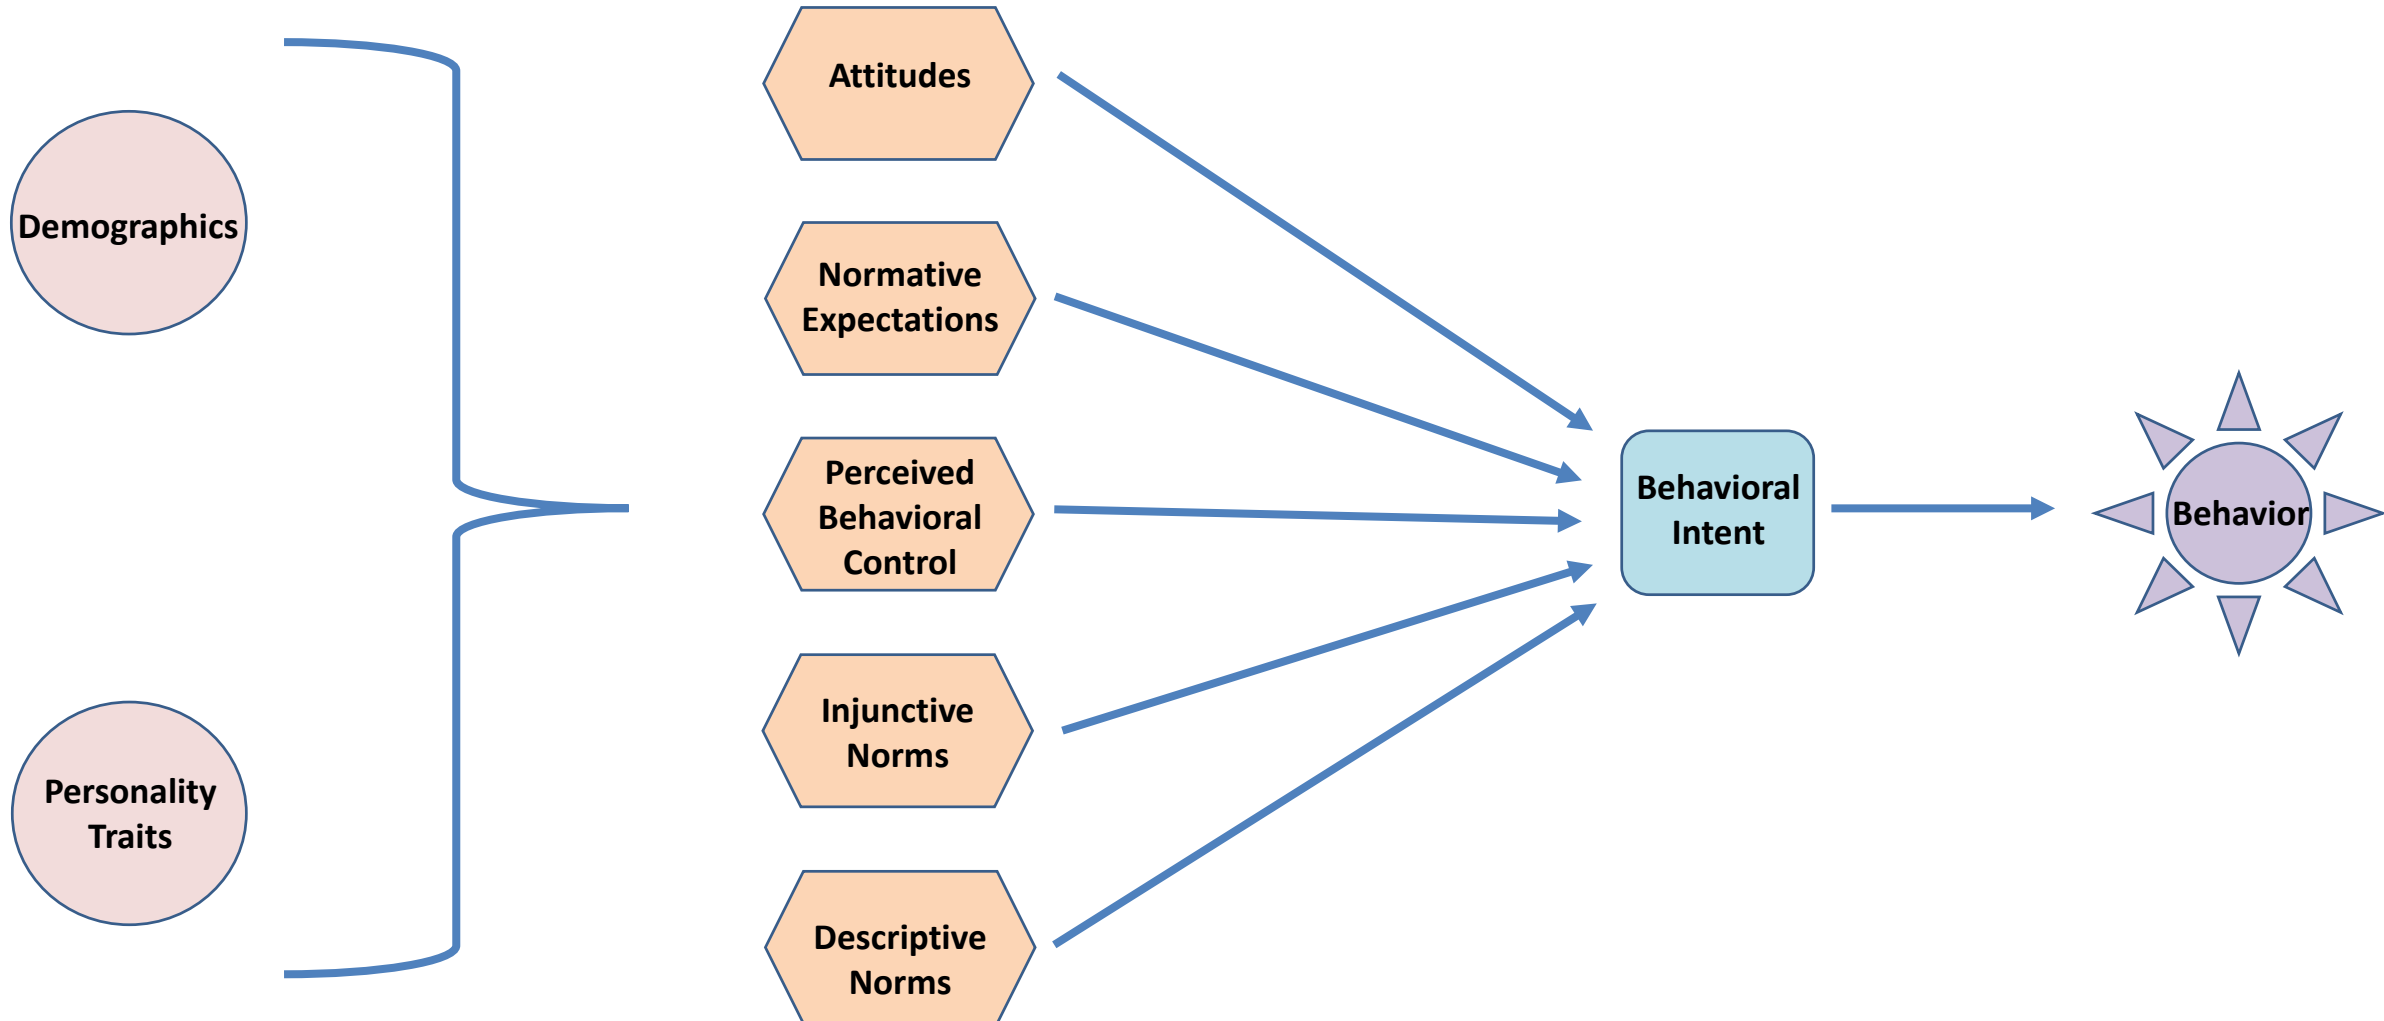 Demographics
Personality
Traits
Attitudes
Normative
Expectations
Perceived
Behavioral
Control
Injunctive
Norms
Descriptive
Norms
Behavioral
Intent
Behavior